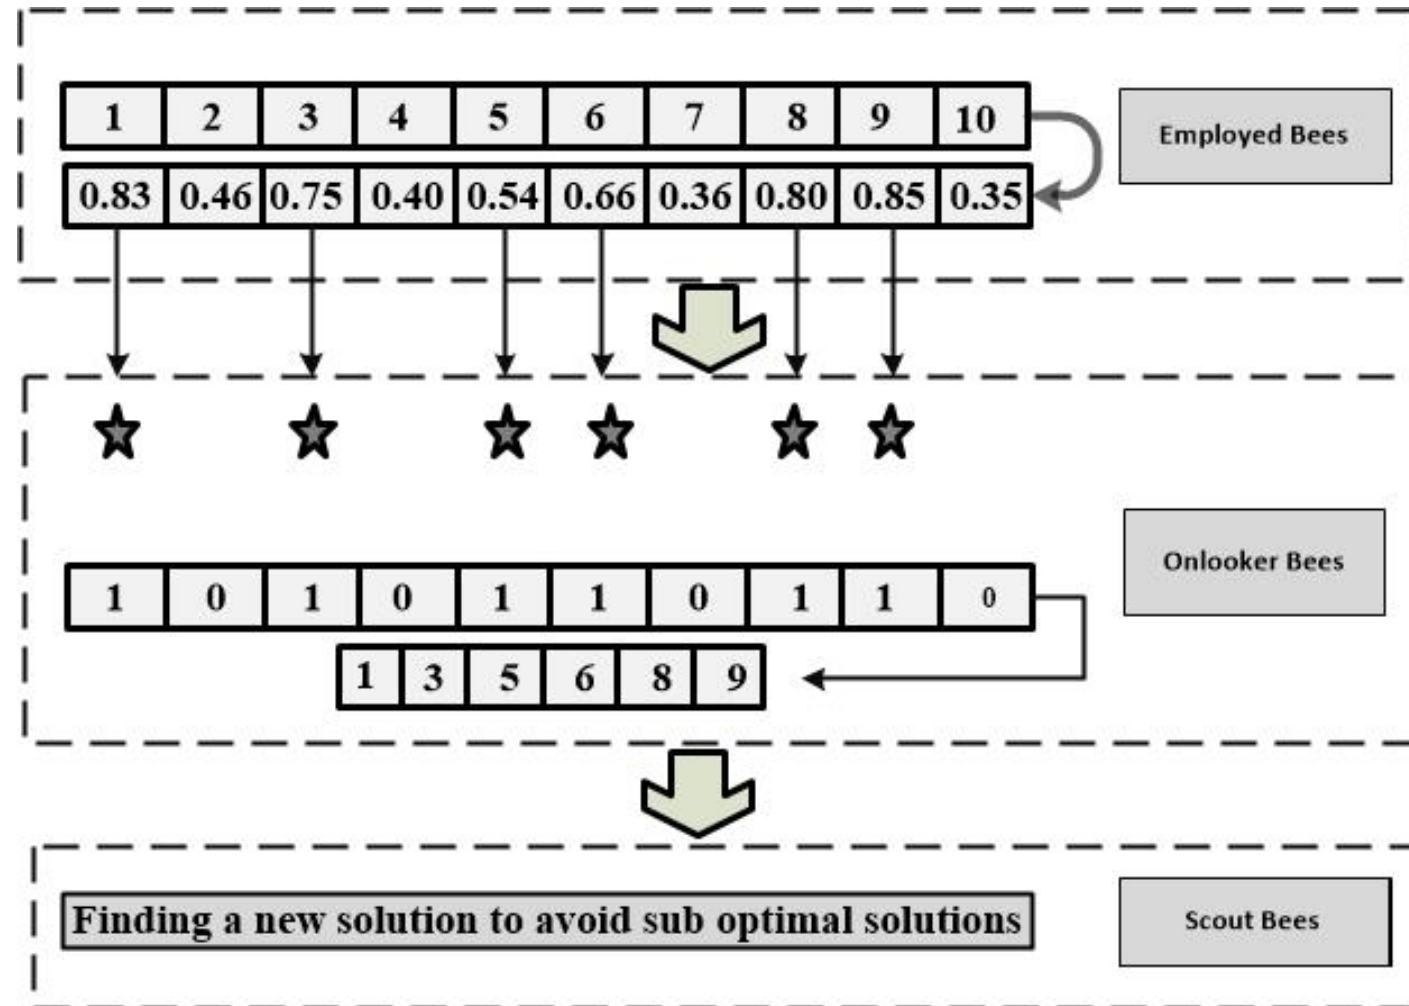 1 2 3 4 5 6 7 8 9 10
Employed Bees
0.83 0.46 0.75 0.40 0.54 0.66 0.36 0.80 0.85 0.35
Onlooker Bees
1 0 1 0 1 1 0 1 1 0
1 3 5 6 8 9
Finding a new solution to avoid sub optimal solutions
Scout Bees